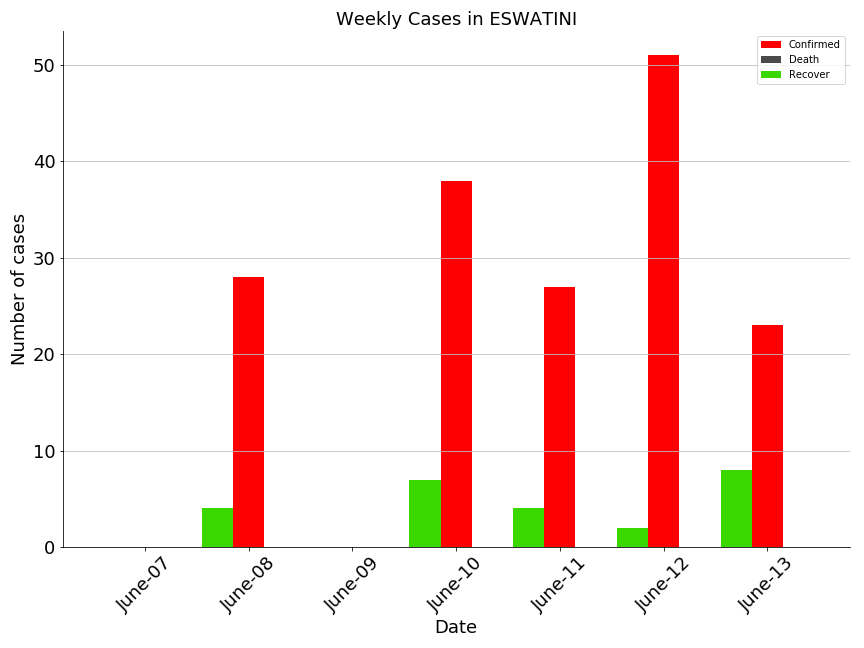 Weekly Cases in ESWATINI
Confirmed
Death
Recover
Number of cases
50
40
30
20
10
0
June-07
June-08
June-09
June-10
June-11
June-12
June-13
Date